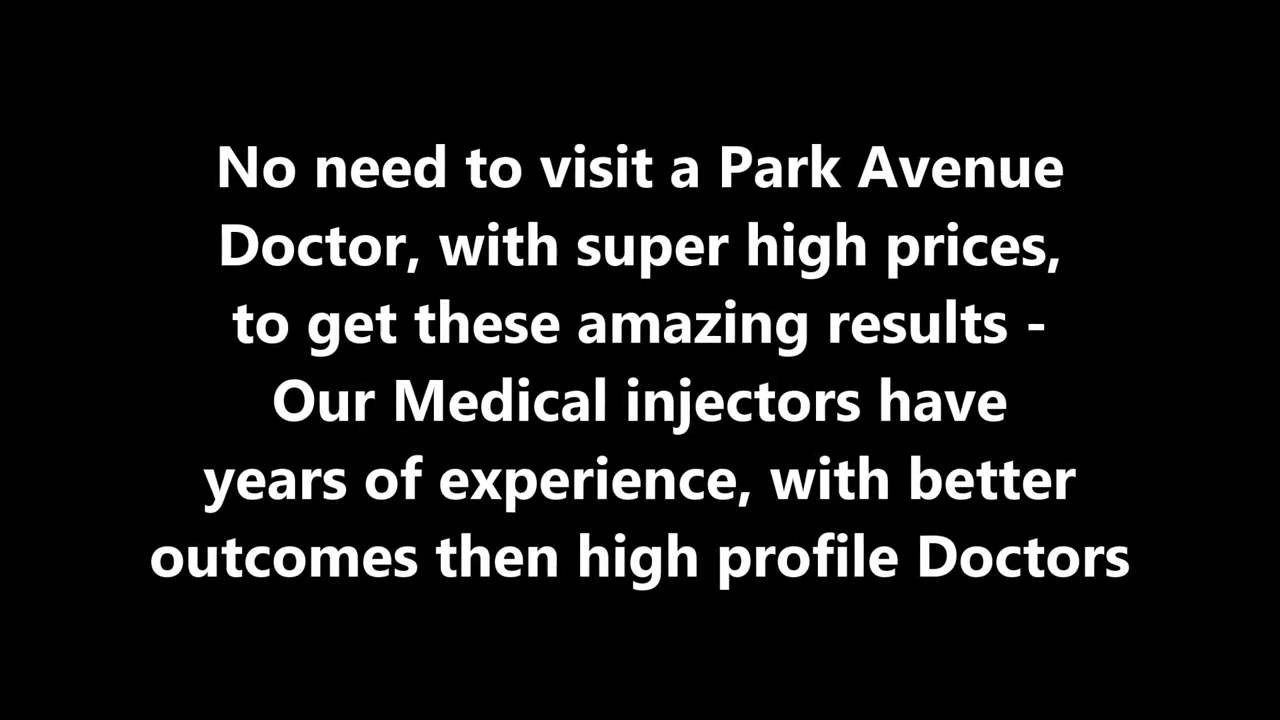 No need to visit a Park Avenue
Doctor, with super high prices,
to get these amazing results -
Our Medical injectors have
years of experience, with better
outcomes then high profile Doctors